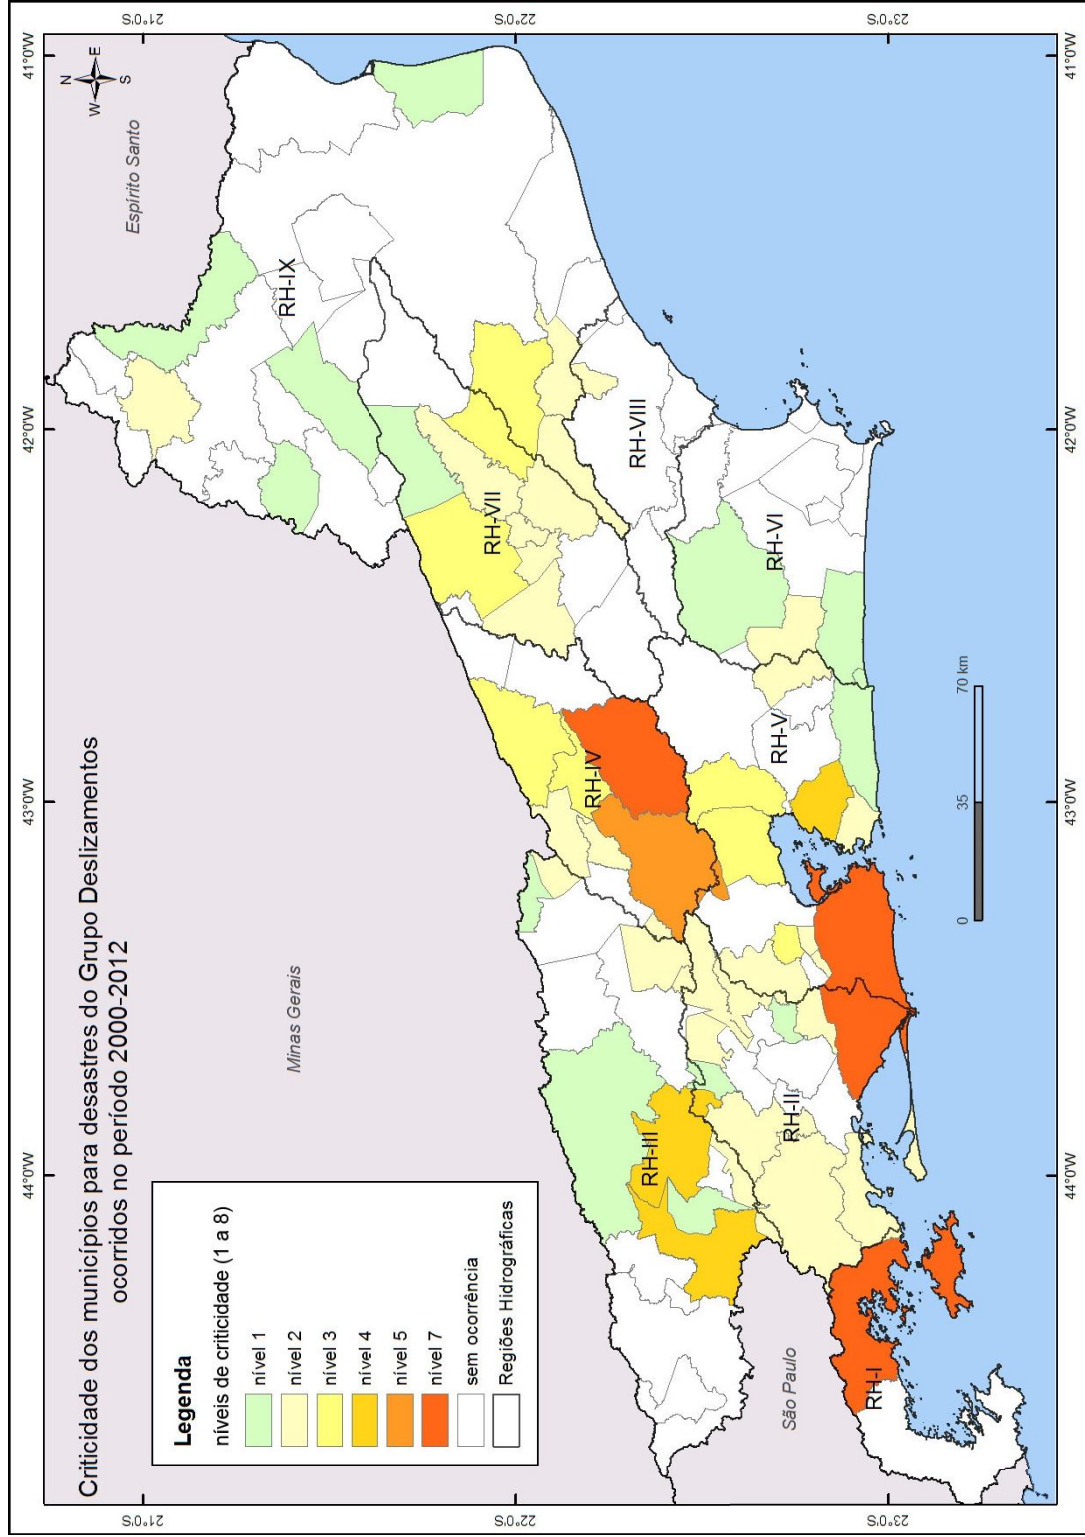 Criticidade dos municípios para desastres do Grupo Deslizamentos
ocorridos no período 2000-2012
44°0'W
43°0'W
42°0'W
41°0'W
N
W
E
S
21°0'S
21°0'S
22°0'S
22°0'S
23°0'S
23°0'S
Espírito Santo
Minas Gerais
São Paulo
RH-IX
RH-VII
RH-VIII
RH-IV
RH-VI
RH-V
RH-III
RH-II
RH-I
Legenda
níveis de criticidade (1 a 8)
nível 1
nível 2
nível 3
nível 4
nível 5
nível 7
sem ocorrência
Regiões Hidrográficas
0
35
70 km
44°0'W
43°0'W
42°0'W
41°0'W